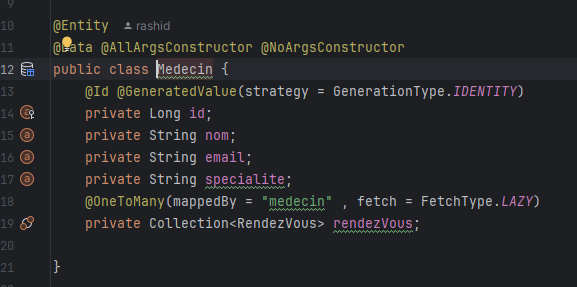 9
10 @Entity rashid
11 @Data @AllArgsConstructor @NoArgsConstructor
12 public class Medecin {
13 @Id @GeneratedValue(strategy = GenerationType.IDENTITY)
14 private Long id;
15 private String nom;
16 private String email;
17 private String specialite;
18 @OneToMany(mappedBy = "medecin" , fetch = FetchType.LAZY)
19 private Collection<RendezVous> rendezVous;
20
21 }